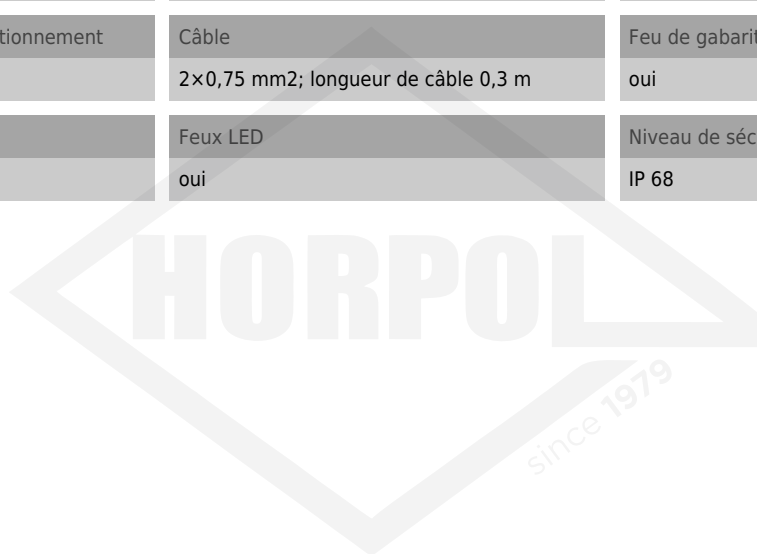 tionnement
Câble
Feu de gabarit
2×0,75 mm2; longueur de câble 0,3 m
oui
Feux LED
Niveau de séc
oui
IP 68
HORPOL
since 1979